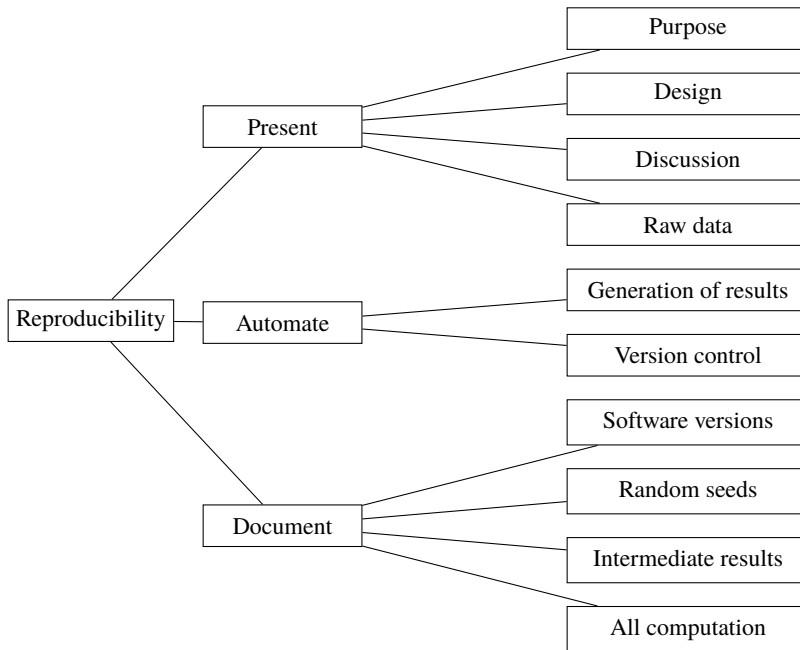 Purpose
Design
Present
Discussion
Raw data
Generation of results
Reproducibility
Automate
Version control
Software versions
Random seeds
Document
Intermediate results
All computation